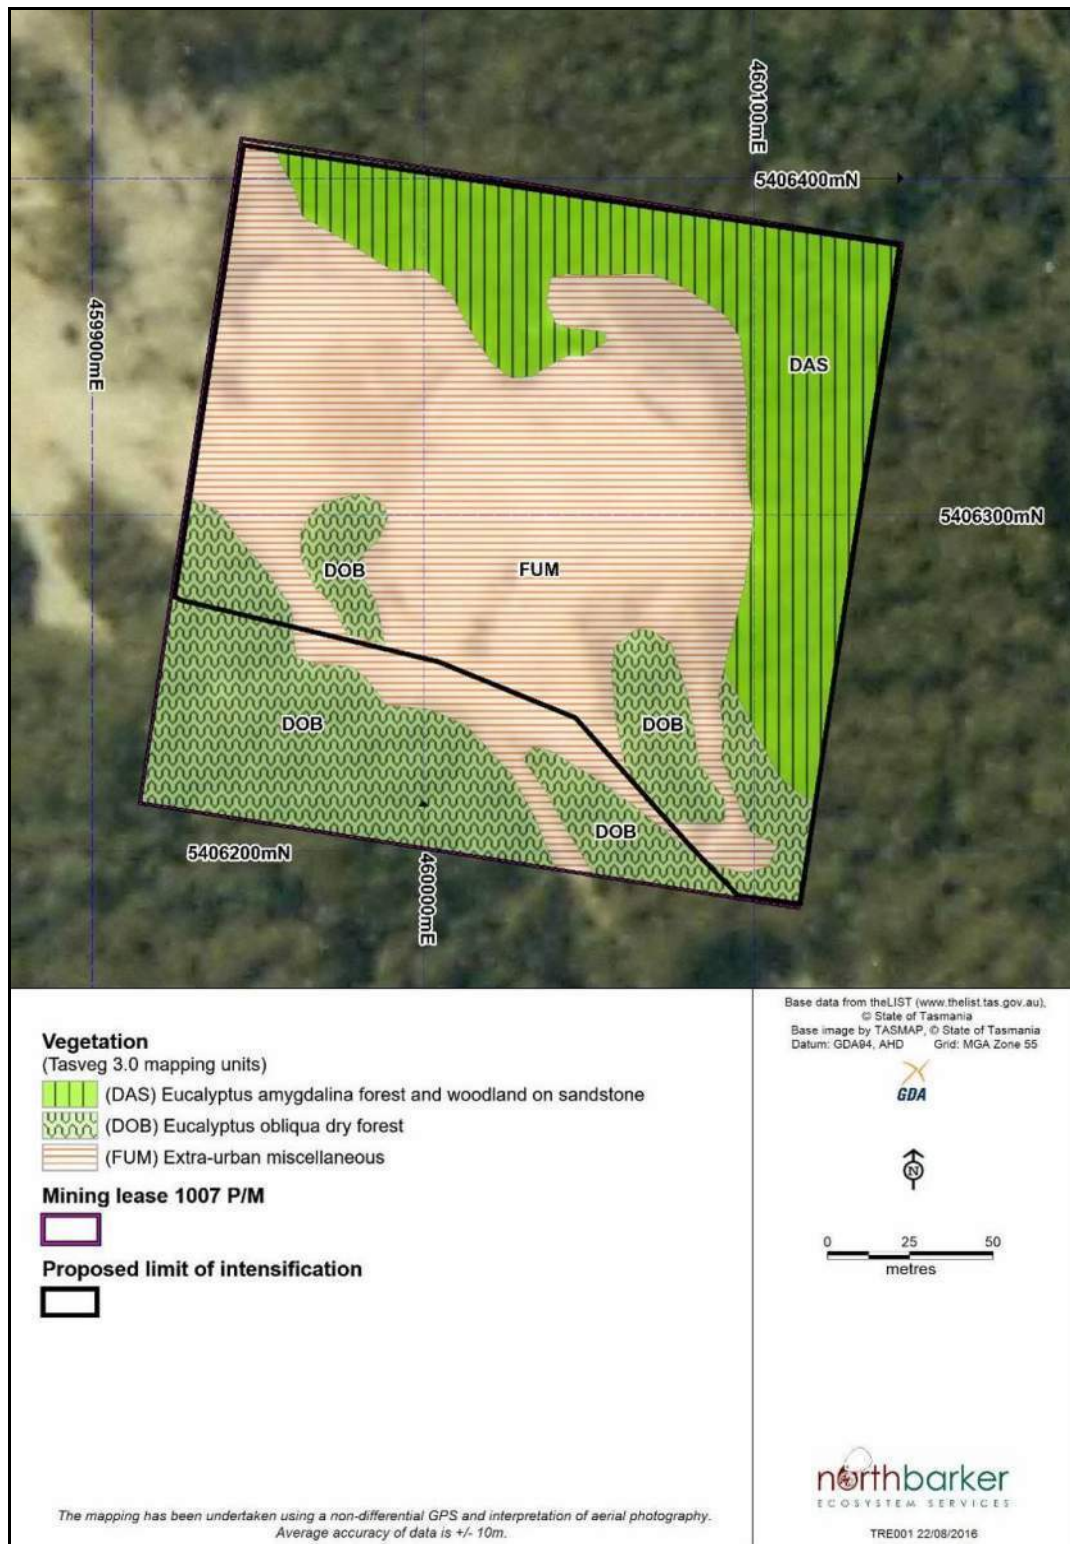 460100mE
5406400mN
459900mE
DAS
5406300mN
DOB
FUM
DOB
DOB
DOB
5406200mN
460000mE
Vegetation
(Tasveg 3.0 mapping units)
(DAS) Eucalyptus amygdalina forest and woodland on sandstone
(DOB) Eucalyptus obliqua dry forest
(FUM) Extra-urban miscellaneous
Mining lease 1007 P/M
Proposed limit of intensification
Base data from theLIST (www.thelist.tas.gov.au),
© State of Tasmania
Base image by TASMAP, © State of Tasmania
Datum: GDA94, AHD Grid: MGA Zone 55
GDA
N
0 25 50
metres
northbarker
ECOSYSTEM SERVICES
The mapping has been undertaken using a non-differential GPS and interpretation of aerial photography.
Average accuracy of data is +/- 10m.
TRE001 22/08/2016